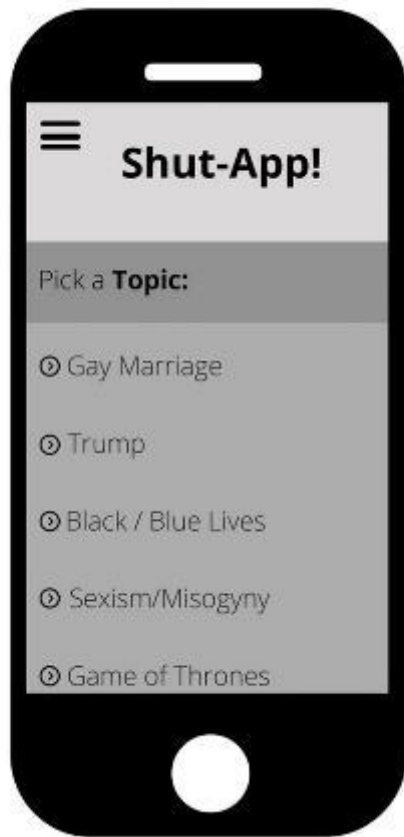 Shut-App!
Pick a Topic:
Gay Marriage
Trump
Black / Blue Lives
Sexism/Misogyny
Game of Thrones